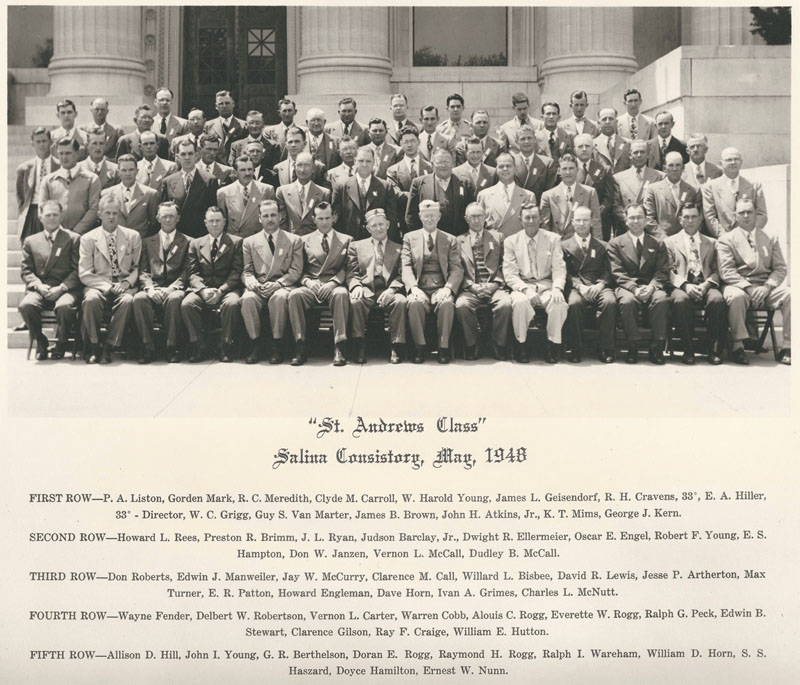 "St. Andrews Class"
Salina Consistory, May, 1948
FIRST ROW—P. A. Liston, Gorden Mark, R. C. Meredith, Clyde M. Carroll, W. Harold Young, James L. Geisendorf, R. H. Cravens, 33°, E. A. Hiller,
33° - Director, W. C. Grigg, Guy S. Van Marter, James B. Brown, John H. Atkins, Jr., K. T. Mims, George J. Kern.
SECOND ROW—Howard L. Rees, Preston R. Brimm, J. L. Ryan, Judson Barclay, Jr., Dwight R. Ellermeier, Oscar E. Engel, Robert F. Young, E. S.
Hampton, Don W. Janzen, Vernon L. McCall, Dudley B. McCall.
THIRD ROW—Don Roberts, Edwin J. Manweiler, Jay W. McCurry, Clarence M. Call, Willard L. Bisbee, David R. Lewis, Jesse P. Artherton, Max
Turner, E. R. Patton, Howard Engleman, Dave Horn, Ivan A. Grimes, Charles L. McNutt.
FOURTH ROW—Wayne Fender, Delbert W. Robertson, Vernon L. Carter, Warren Cobb, Alouis C. Rogg, Everette W. Rogg, Ralph G. Peck, Edwin B.
Stewart, Clarence Gilson, Ray F. Craige, William E. Hutton.
FIFTH ROW—Allison D. Hill, John I. Young, G. R. Berthelson, Doran E. Rogg, Raymond H. Rogg, Ralph I. Wareham, William D. Horn, S. S.
Haszard, Doyce Hamilton, Ernest W. Nunn.